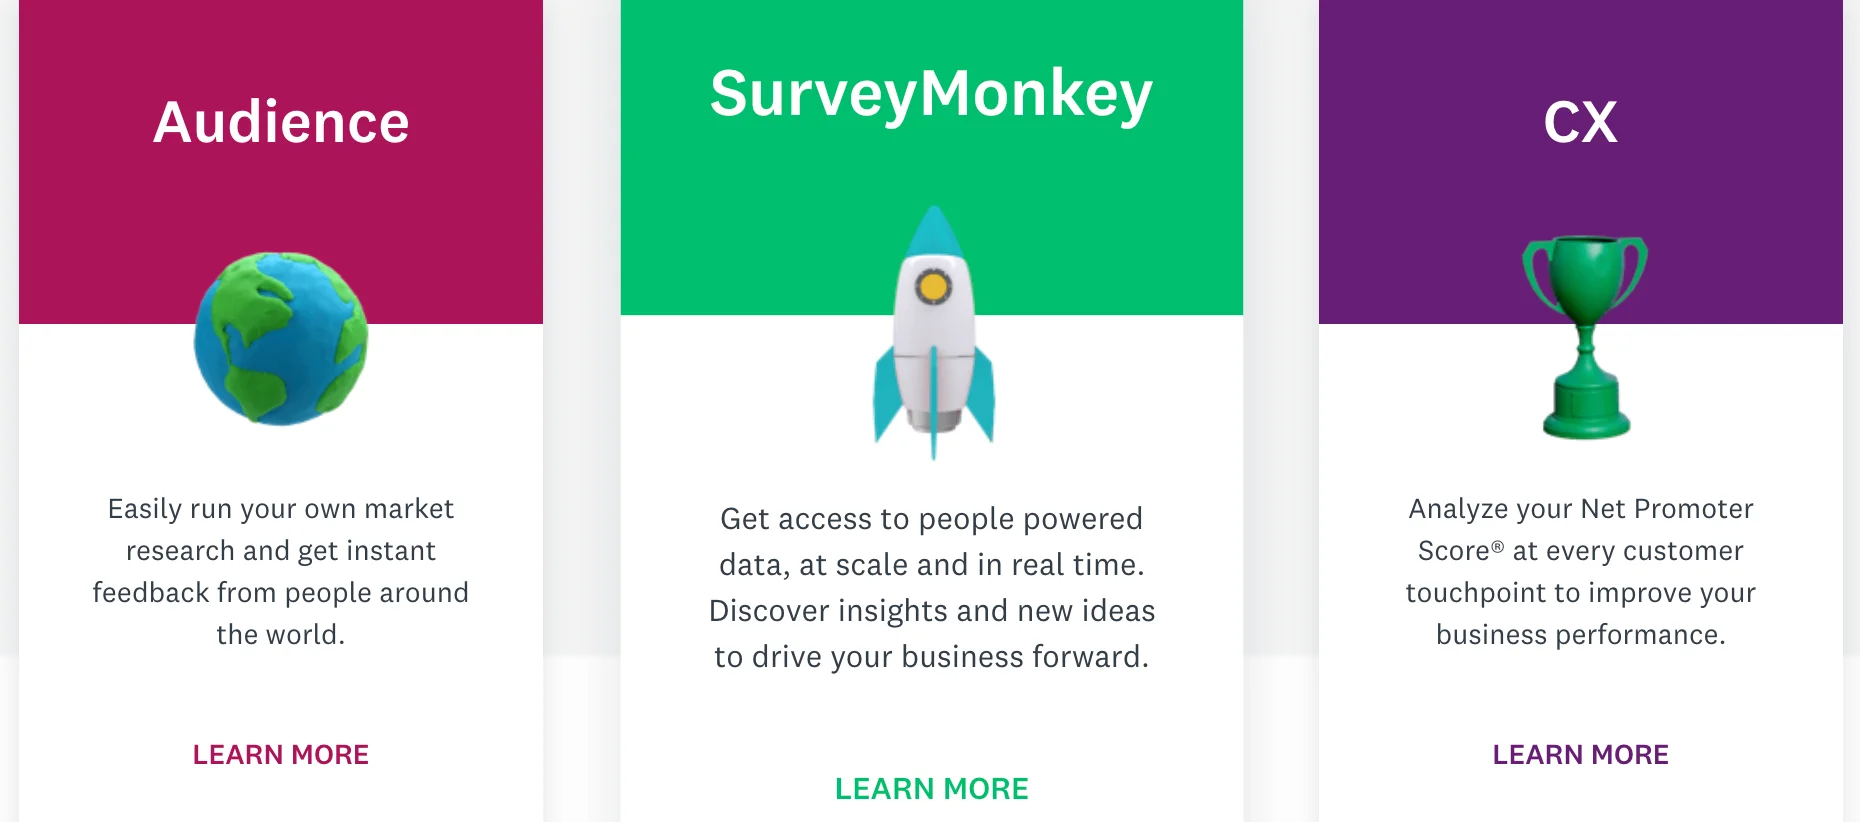 Audience
Easily run your own market
research and get instant
feedback from people around
the world.
LEARN MORE
SurveyMonkey
Get access to people powered
data, at scale and in real time.
Discover insights and new ideas
to drive your business forward.
LEARN MORE
CX
Analyze your Net Promoter
Score® at every customer
touchpoint to improve your
business performance.
LEARN MORE